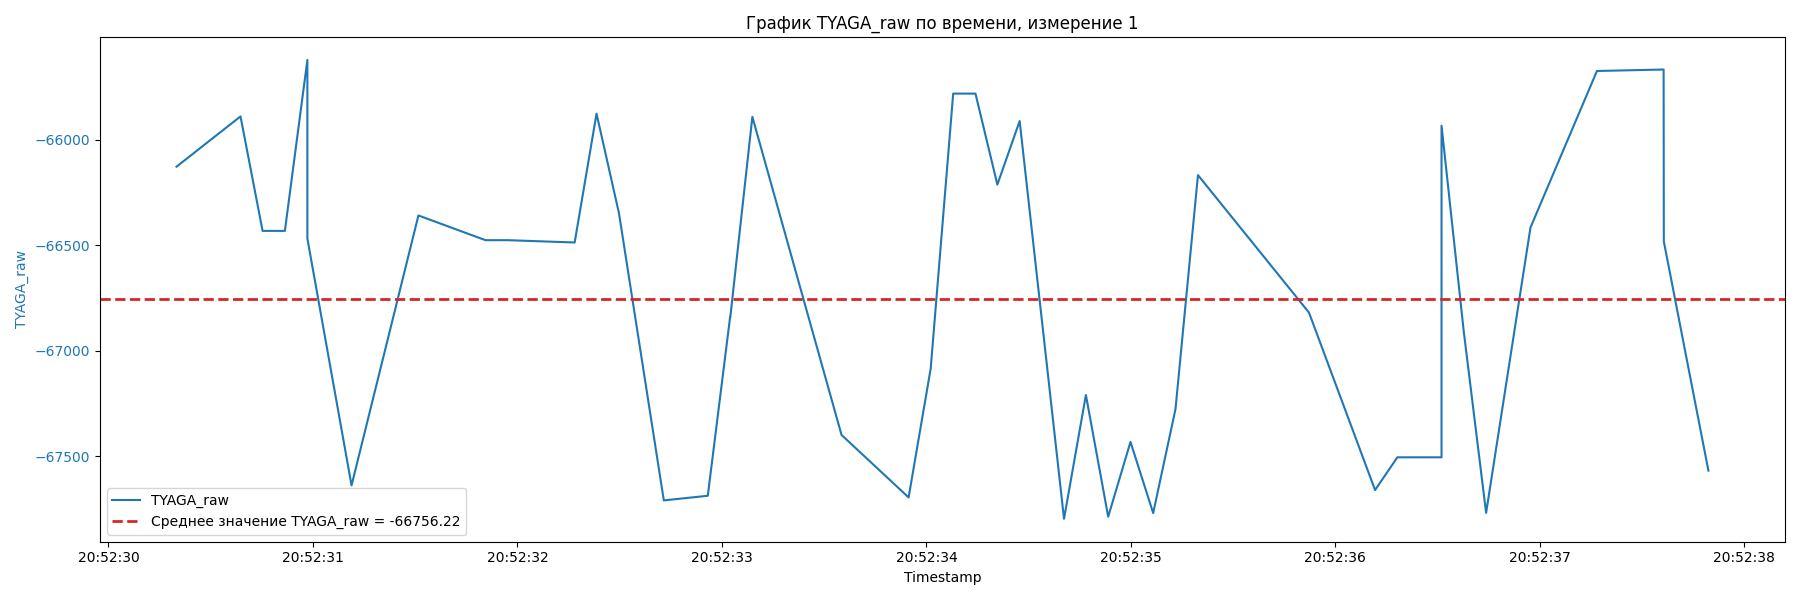 График TYAGA_raw по времени, измерение 1
TYAGA_raw
−66000
−66500
−67000
−67500
TYAGA_raw
Среднее значение TYAGA_raw = -66756.22
20:52:30 20:52:31 20:52:32 20:52:33 20:52:34 20:52:35 20:52:36 20:52:37 20:52:38
Timestamp